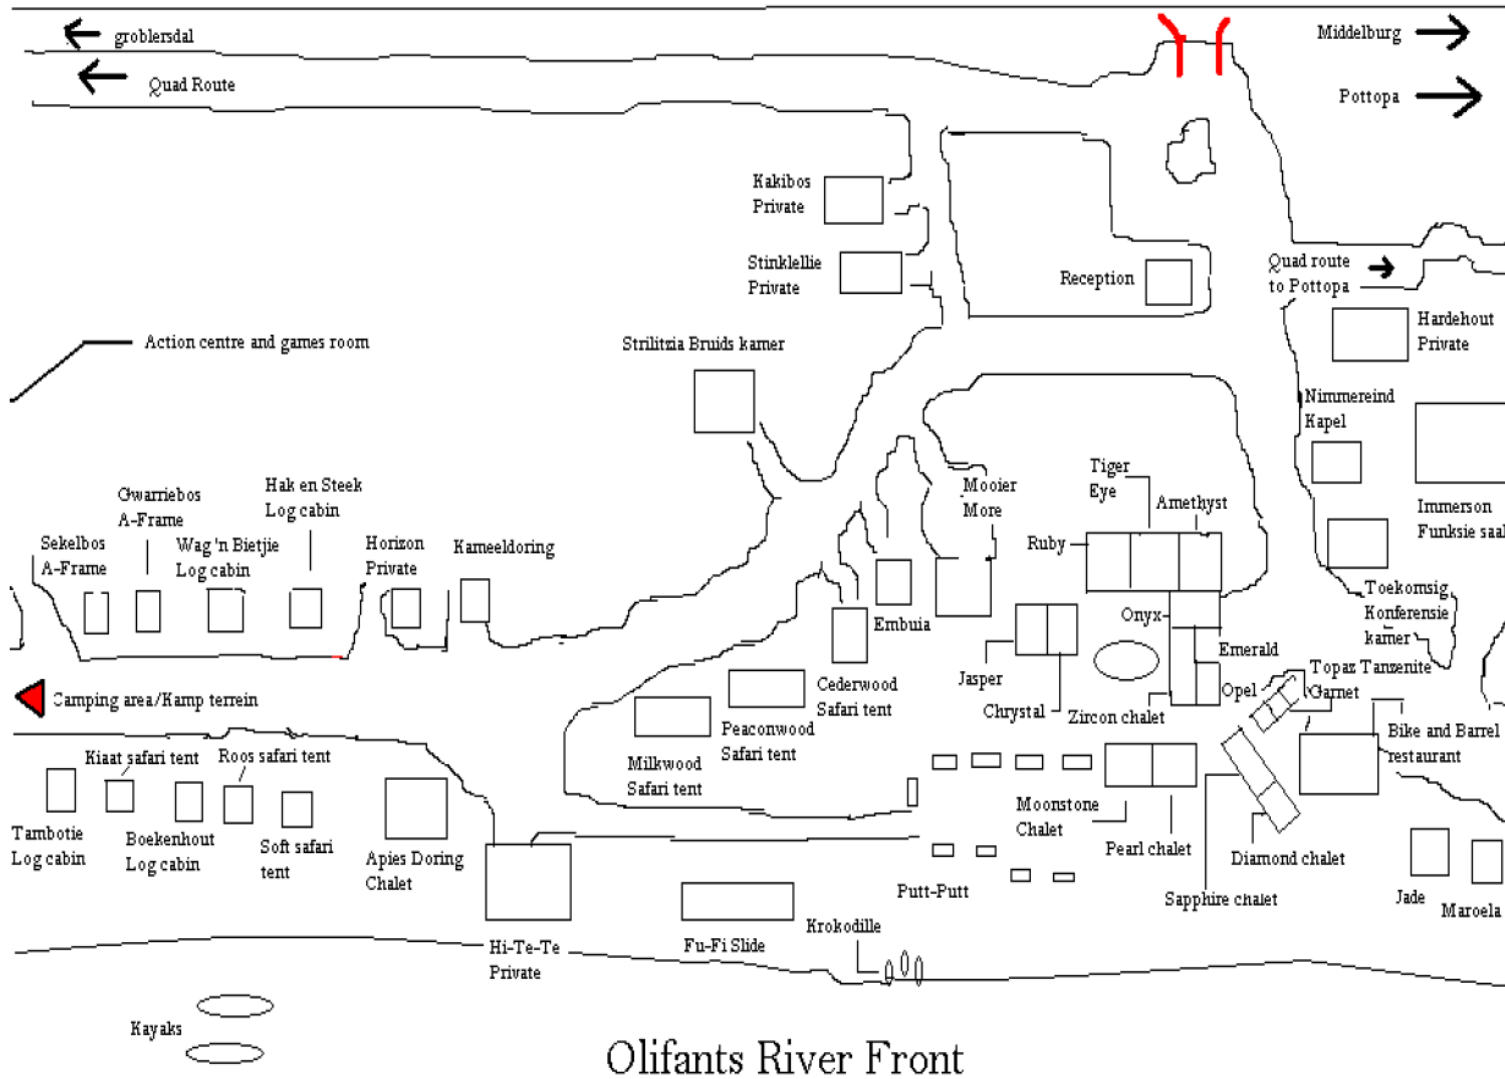 groblersdal
Quad Route
Middelburg
Pottopa
Kakibos
Private
Stinklellie
Private
Reception
Quad route
to Pottopa
Hardehout
Private
Action centre and games room
Strilitzia Bruids kamer
Nimmereind
Kapel
Immerson
Funksie saal
Tiger
Eye
Amethyst
Ruby
Mooier
More
Hak en Steek
Log cabin
Gwarriebos
A-Frame
Sekelbos
A-Frame
Wag 'n Bietjie
Log cabin
Horizon
Private
Kameeldoring
Embuia
Onyx
Emerald
Toekomsig
Konferensie
kamer
Jasper
Chrystal
Zircon chalet
Opel
Topaz Tanzenite
Garnet
Cederwood
Safari tent
Peaconwood
Safari tent
Milkwood
Safari tent
Camping area/Kamp terrein
Bike and Barrel
restaurant
Kiaat safari tent
Roos safari tent
Tambotie
Log cabin
Boekenhout
Log cabin
Soft safari
tent
Apies Doring
Chalet
Moonstone
Chalet
Pearl chalet
Diamond chalet
Sapphire chalet
Jade
Maroela
Putt-Putt
Krokodille
Hi-Te-Te
Private
Fu-Fi Slide
Kayaks
Olifants River Front